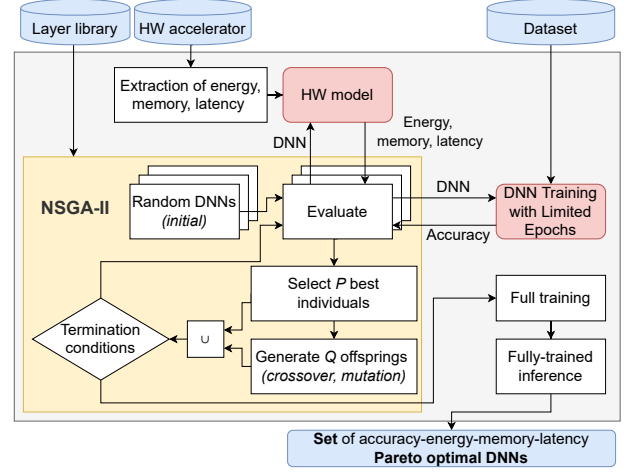 Layer library
HW accelerator
Dataset
Extraction of energy,
memory, latency
HW model
Energy,
memory, latency
DNN
NSGA-II
Random DNNs
(initial)
Evaluate
DNN
Accuracy
DNN Training
with Limited
Epochs
Select P best
individuals
Termination
conditions
∪
Generate Q offsprings
(crossover, mutation)
Full training
Fully-trained
inference
Set of accuracy-energy-memory-latency
Pareto optimal DNNs